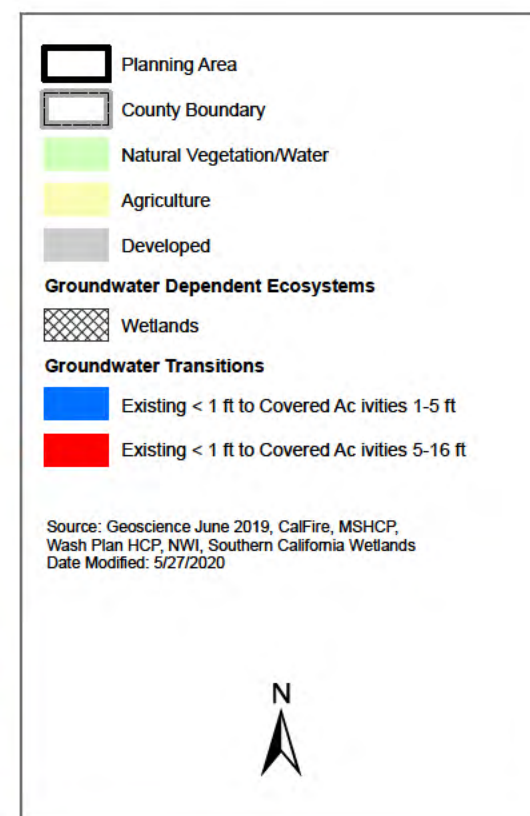 Planning Area
County Boundary
Natural Vegetation/Water
Agriculture
Developed
Groundwater Dependent Ecosystems
Wetlands
Groundwater Transitions
Existing < 1 ft to Covered Ac ivities 1-5 ft
Existing < 1 ft to Covered Ac ivities 5-16 ft
Source: Geoscience June 2019, CalFire, MSHCP,
Wash Plan HCP, NWI, Southern California Wetlands
Date Modified: 5/27/2020
N